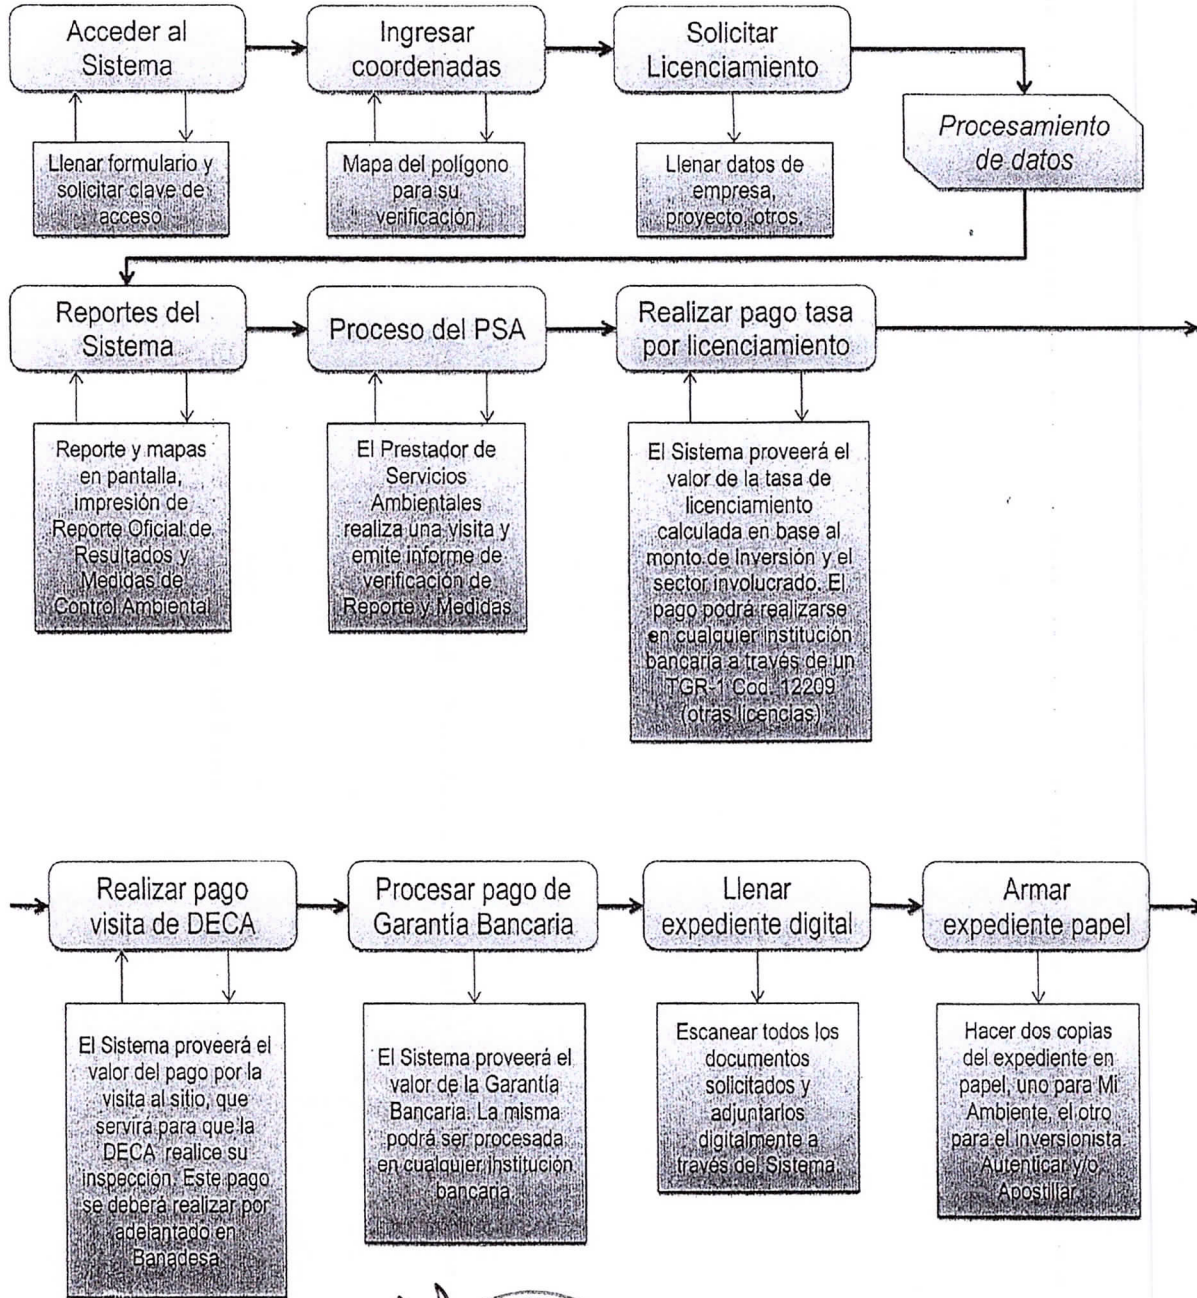 Acceder al
Sistema
Ingresar
coordenadas
Solicitar
Licenciamiento
Procesamiento
de datos
Llenar formulario y
solicitar clave de
acceso
Mapa del polígono
para su
verificación.
Llenar datos de
empresa,
proyecto, otros.
Reportes del
Sistema
Proceso del PSA
Realizar pago tasa
por licenciamiento
Reporte y mapas
en pantalla,
impresión de
Reporte Oficial de
Resultados y
Medidas de
Control Ambiental
El Prestador de
Servicios
Ambientales
realiza una visita y
emite informe de
verificación de
Reporte y Medidas
El Sistema proveerá el
valor de la tasa de
licenciamiento
calculada en base al
monto de Inversión y el
sector involucrado. El
pago podrá realizarse
en cualquier institución
bancaria a través de un
TGR-1 Cod. 12209
(otras licencias)
Realizar pago
visita de DECA
Procesar pago de
Garantía Bancaria
Llenar
expediente digital
Armar
expediente papel
El Sistema proveerá el
valor del pago por la
visita al sitio, que
servirá para que la
DECA realice su
inspección. Este pago
se deberá realizar por
adelantado en
Banadesa
El Sistema proveerá el
valor de la Garantía
Bancaria. La misma
podrá ser procesada
en cualquier institución
bancaria
Escanear todos los
documentos
solicitados y
adjuntarlos
digitalmente a
través del Sistema
Hacer dos copias
del expediente en
papel, uno para Mi
Ambiente, el otro
para el inversionista.
Autenticar y/o
Apostillar.